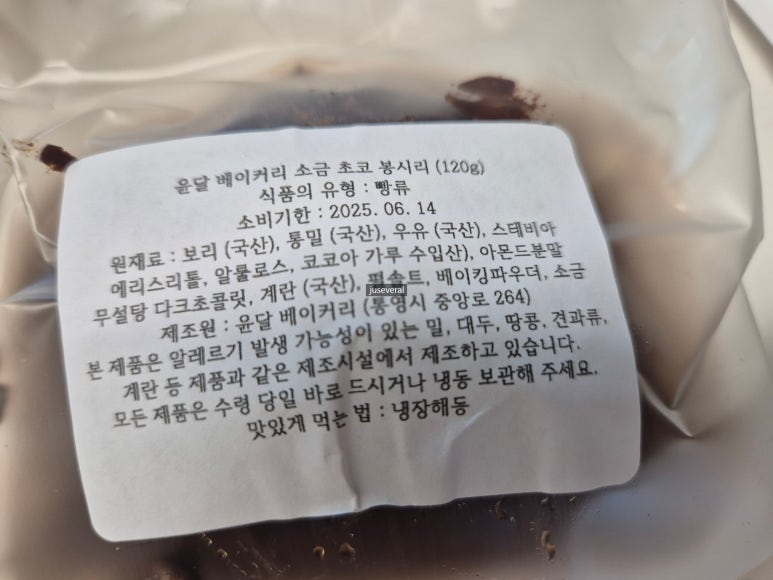 윤달 베이커리 소금 초코 봉시리 (120g)
식품의 유형 : 빵류
소비기한 : 2025. 06. 14
원재료 : 보리 (국산), 통밀 (국산), 우유 (국산), 스테비아
에리스리톨, 알룰로스, 코코아 가루 수입산), 아몬드분말
무설탕 다크초콜릿, 계란 (국산), 펄솔트, 베이킹파우더, 소금
제조원 : 윤달 베이커리 (통영시 중앙로 264)
본 제품은 알레르기 발생 가능성이 있는 밀, 대두, 땅콩, 견과류,
계란 등 제품과 같은 제조시설에서 제조하고 있습니다.
모든 제품은 수령 당일 바로 드시거나 냉동 보관해 주세요.
맛있게 먹는 법 : 냉장해동
juseveral